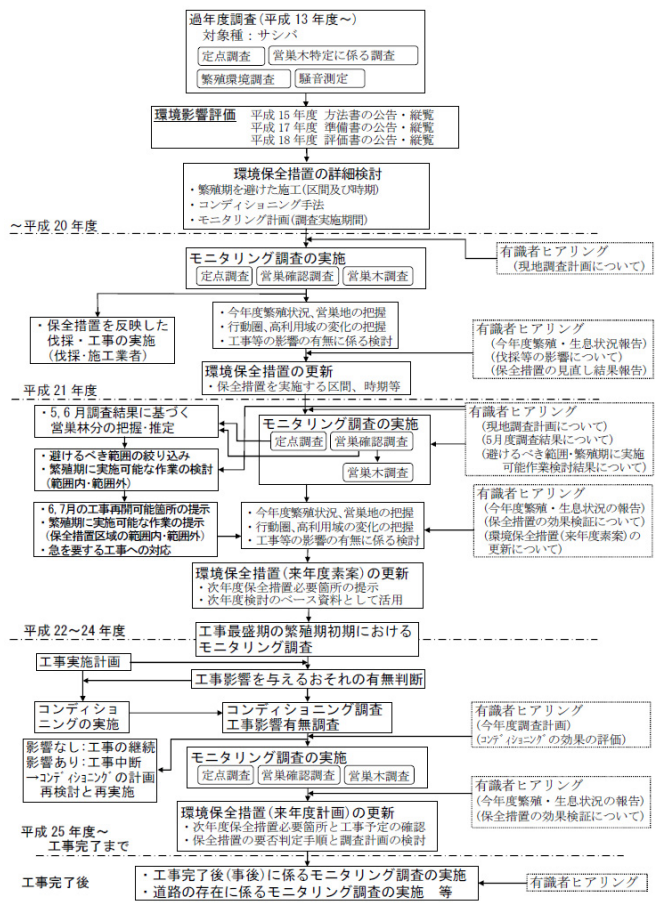 過年度調査(平成13年度～)
対象種：サシバ
定点調査
営巣木特定に係る調査
繁殖環境調査
騒音測定
環境影響評価
平成15年度 方法書の公告・縦覧
平成17年度 準備書の公告・縦覧
平成18年度 評価書の公告・縦覧
環境保全措置の詳細検討
・繁殖期を避けた施工(区間及び時期)
・コンディショニング手法
・モニタリング計画(調査実施期間)
～平成20年度
モニタリング調査の実施
定点調査
営巣確認調査
営巣木調査
有識者ヒアリング
(現地調査計画について)
・保全措置を反映した
伐採・工事の実施
(伐採・施工業者)
・今年度繁殖状況、営巣地の把握
・行動圏、高利用域の変化の把握
・工事等の影響の有無に係る検討
有識者ヒアリング
(今年度繁殖・生息状況報告)
(伐採等の影響について)
(保全措置の見直し結果報告)
環境保全措置の更新
・保全措置を実施する区間、時期等
平成21年度
・5,6月調査結果に基づく
営巣林分の把握・推定
モニタリング調査の実施
定点調査
営巣確認調査
営巣木調査
有識者ヒアリング
(現地調査計画について)
(5月度調査結果について)
(避けるべき範囲・繁殖期に実施
可能作業検討結果について)
・避けるべき範囲の絞り込み
・繁殖期に実施可能な作業の検討
(範囲内・範囲外)
・6,7月の工事再開可能箇所の提示
・繁殖期に実施可能な作業の提示
(保全措置区域の範囲内・範囲外)
・急を要する工事への対応
・今年度繁殖状況、営巣地の把握
・行動圏、高利用域の変化の把握
・工事等の影響の有無に係る検討
有識者ヒアリング
(今年度繁殖・生息状況の報告)
(保全措置の効果検証について)
(環境保全措置(来年度素案)の
更新について)
環境保全措置(来年度素案)の更新
・次年度保全措置必要箇所の提示
・次年度検討のベース資料として活用
平成22～24年度
工事最盛期の繁殖期初期における
モニタリング調査
工事実施計画
工事影響を与えるおそれの有無判断
コンディショ
ニングの実施
コンディショニング調査
工事影響有無調査
有識者ヒアリング
(今年度調査計画)
(ｺﾝﾃﾞｨｼｮﾆﾝｸﾞの効果の評価)
影響なし：工事の継続
影響あり：工事中断
→ｺﾝﾃﾞｨｼｮﾆﾝｸﾞの計画
再検討と再実施
モニタリング調査の実施
定点調査
営巣確認調査
営巣木調査
有識者ヒアリング
(今年度繁殖・生息状況の報告)
(保全措置の効果検証について)
環境保全措置(来年度計画)の更新
・次年度保全措置必要箇所と工事予定の確認
・保全措置の要否判定手順と調査計画の検討
平成25年度～
工事完了まで
工事完了後
・工事完了後(事後)に係るモニタリング調査の実施
・道路の存在に係るモニタリング調査の実施 等
有識者ヒアリング